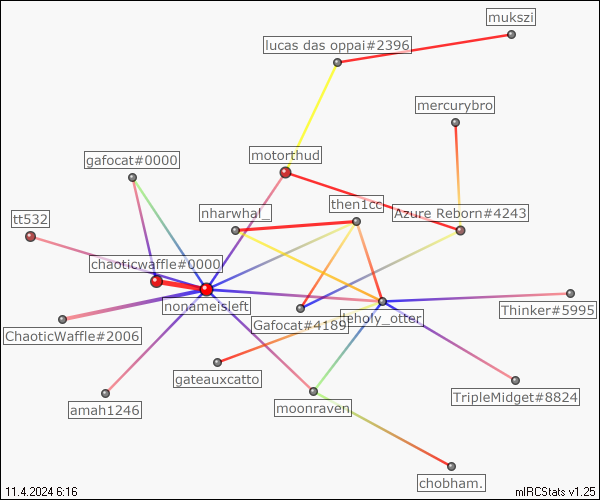 mukszi
lucas das oppai#2396
mercurybro
gafocat#0000
motorthud
then1cc
tt532
nharwhal_
Azure Reborn#4243
chaoticwaffle#0000
nonameisleft
Thinker#5995
Gafocat#4189
teholy_otter
ChaoticWaffle#2006
gateauxcatto
TripleMidget#8824
amah1246
moonraven
chobham.
11.4.2024 6:16
mIRCStats v1.25